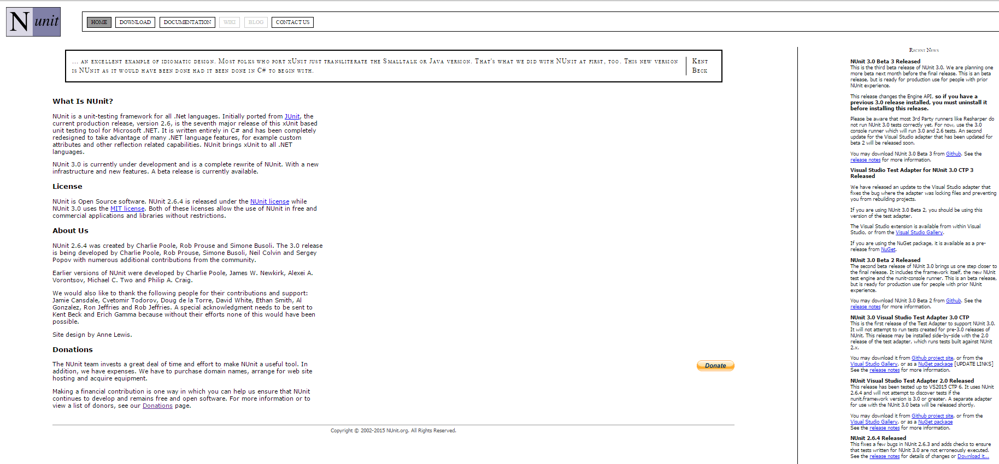 N unit
HOME DOWNLOAD DOCUMENTATION WIKI BLOG CONTACT US
... an excellent example of idiomatic design. Most folks who port xUnit just transliterate the Smalltalk or Java version. That's what we did with NUnit at first, too. This new version
is NUnit as it would have been done had it been done in C# to begin with.
Kent
Beck
What Is NUnit?
NUnit is a unit-testing framework for all .Net languages. Initially ported from JUnit, the
current production release, version 2.6, is the seventh major release of this xUnit based
unit testing tool for Microsoft .NET. It is written entirely in C# and has been completely
redesigned to take advantage of many .NET language features, for example custom
attributes and other reflection related capabilities. NUnit brings xUnit to all .NET
languages.
NUnit 3.0 is currently under development and is a complete rewrite of NUnit. With a new
infrastructure and new features. A beta release is currently available.
License
NUnit is Open Source software. NUnit 2.6.4 is released under the NUnit license while
NUnit 3.0 uses the MIT license. Both of these licenses allow the use of NUnit in free and
commercial applications and libraries without restrictions.
About Us
NUnit 2.6.4 was created by Charlie Poole, Rob Prouse and Simone Busoli. The 3.0 release
is being developed by Charlie Poole, Rob Prouse, Simone Busoli, Neil Colvin and Sergey
Popov with numerous additional contributions from the community.
Earlier versions of NUnit were developed by Charlie Poole, James W. Newkirk, Alexei A.
Vorontsov, Michael C. Two and Philip A. Craig.
We would also like to thank the following people for their contributions and support:
Jamie Cansdale, Cvetomir Todorov, Doug de la Torre, David White, Ethan Smith, Al
Gonzalez, Ron Jeffries and Rob Jeffries. A special acknowledgment needs to be sent to
Kent Beck and Erich Gamma because without their efforts none of this would have been
possible.
Site design by Anne Lewis.
Donations
The NUnit team invests a great deal of time and effort to make NUnit a useful tool. In
addition, we have expenses. We have to purchase domain names, arrange for web site
hosting and acquire equipment.
Donate
Making a financial contribution is one way in which you can help us ensure that NUnit
continues to develop and remains free and open software. For more information or to
view a list of donors, see our Donations page.
Copyright © 2002-2015 NUnit.org. All Rights Reserved.
Recent News
NUnit 3.0 Beta 3 Released
This is the third beta release of NUnit 3.0. We are planning one
more beta next month before the final release. This is an beta
release, but is ready for production use for people with prior
NUnit experience.
This release changes the Engine API, so if you have a
previous 3.0 release installed, you must uninstall it
before installing this release.
Please be aware that most 3rd Party runners like Resharper do
not run NUnit 3.0 tests correctly yet. For now, use the 3.0
console runner which will run 3.0 and 2.6 tests. An second
update for the Visual Studio adapter that has been updated for
beta 2 will be released soon.
You may download NUnit 3.0 Beta 3 from Github. See the
release notes for more information.
Visual Studio Test Adapter for NUnit 3.0 CTP 3
Released
We have released an update to the Visual Studio adapter that
fixes the bug where the adapter was locking files and preventing
you from rebuilding projects.
If you are using NUnit 3.0 Beta 2, you should be using this
version of the test adapter.
The Visual Studio extension is available from within Visual
Studio, or from the Visual Studio Gallery.
If you are using the NuGet package, it is available as a pre-
release from NuGet.
NUnit 3.0 Beta 2 Released
The second beta release of NUnit 3.0 brings us one step closer to
the final release. It includes the framework itself, the new NUnit
test engine and the nunit-console runner. This is an beta release,
but is ready for production use for people with prior NUnit
experience.
You may download NUnit 3.0 Beta 2 from Github. See the
release notes for more information.
NUnit 3.0 Visual Studio Test Adapter 3.0 CTP
This is the first release of the Test Adapter to support NUnit 3.0.
It will not attempt to run tests created for pre-3.0 releases of
NUnit. This release may be installed side-by-side with the 2.0
release of the test adapter, which runs tests built against NUnit
2.x.
You may download it from Github project site, or from the
Visual Studio Gallery, or as a NuGet package [UPDATE LINKS]
See the release notes for more information.
NUnit Visual Studio Test Adapter 2.0 Released
This release has been tested up to VS2015 CTP 6. It uses NUnit
2.6.4 and will not attempt to discover tests if the
nunit.framework version is 3.0 or greater. A separate adapter
for use with the NUnit 3.0 beta will be released shortly.
You may download it from Github project site, or from the
Visual Studio Gallery, or as a NuGet package
See the release notes for more information.
NUnit 2.6.4 Released
This fixes a few bugs in NUnit 2.6.3 and adds checks to ensure
that tests written for NUnit 3.0 are not erroneously executed.
See the release notes for details of changes or Download it...